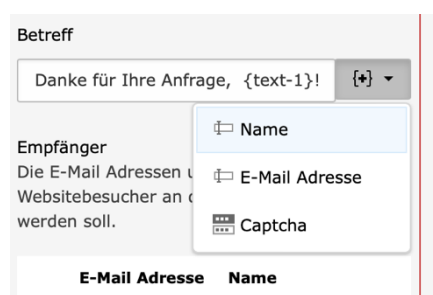 Betreff
Danke für Ihre Anfrage, {text-1}!
Name
Empfänger
Die E-Mail Adressen
E-Mail Adresse
Websitebesucher an
werden soll.
Captcha
E-Mail Adresse Name